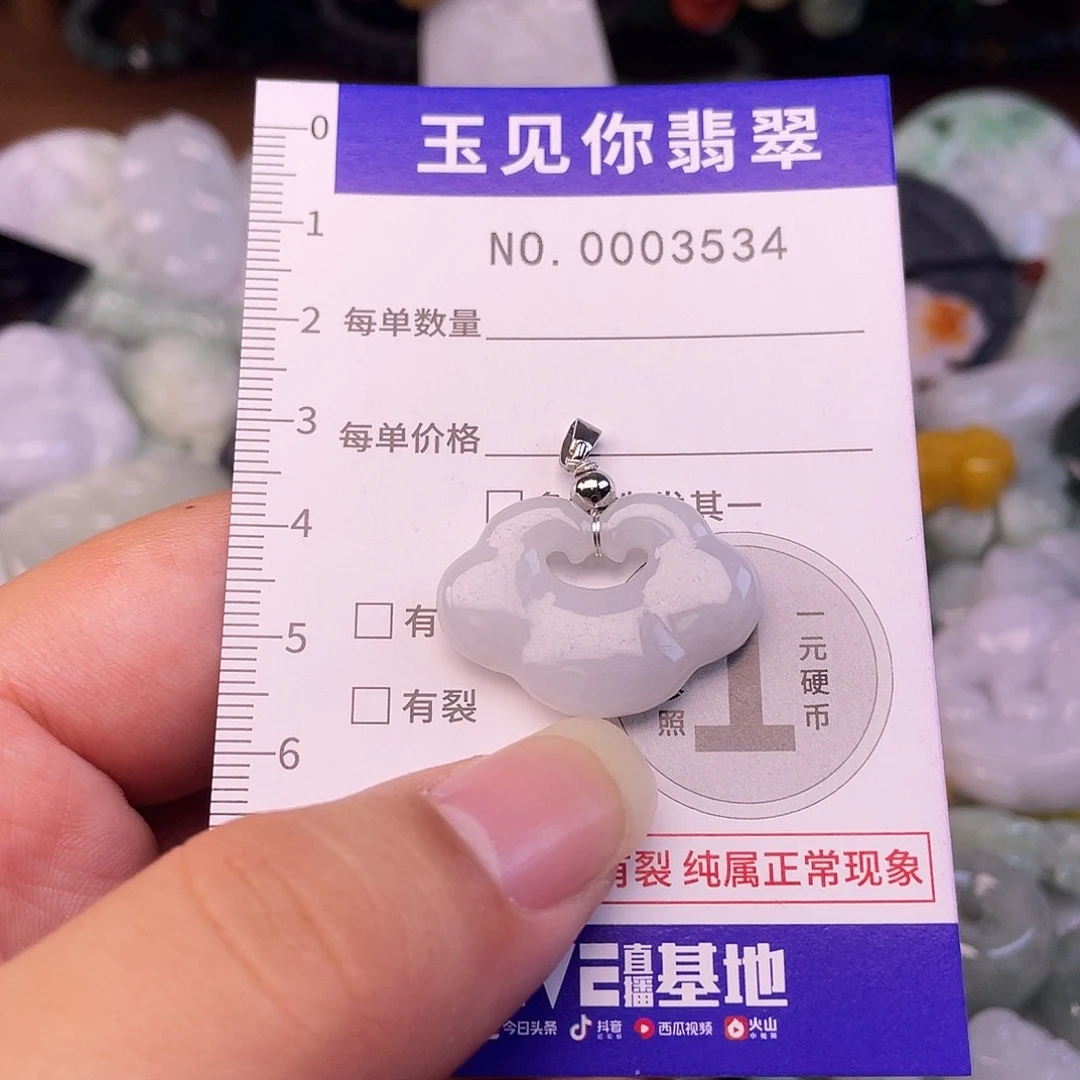 玉见你翡翠
0
NO. 0003534
1
2
每单数量
3
每单价格
4
其一
5
有
一元硬币
有裂
照
1
6
有裂 纯属正常现象
VE直播基地
今日头条 抖音 西瓜视频 火山